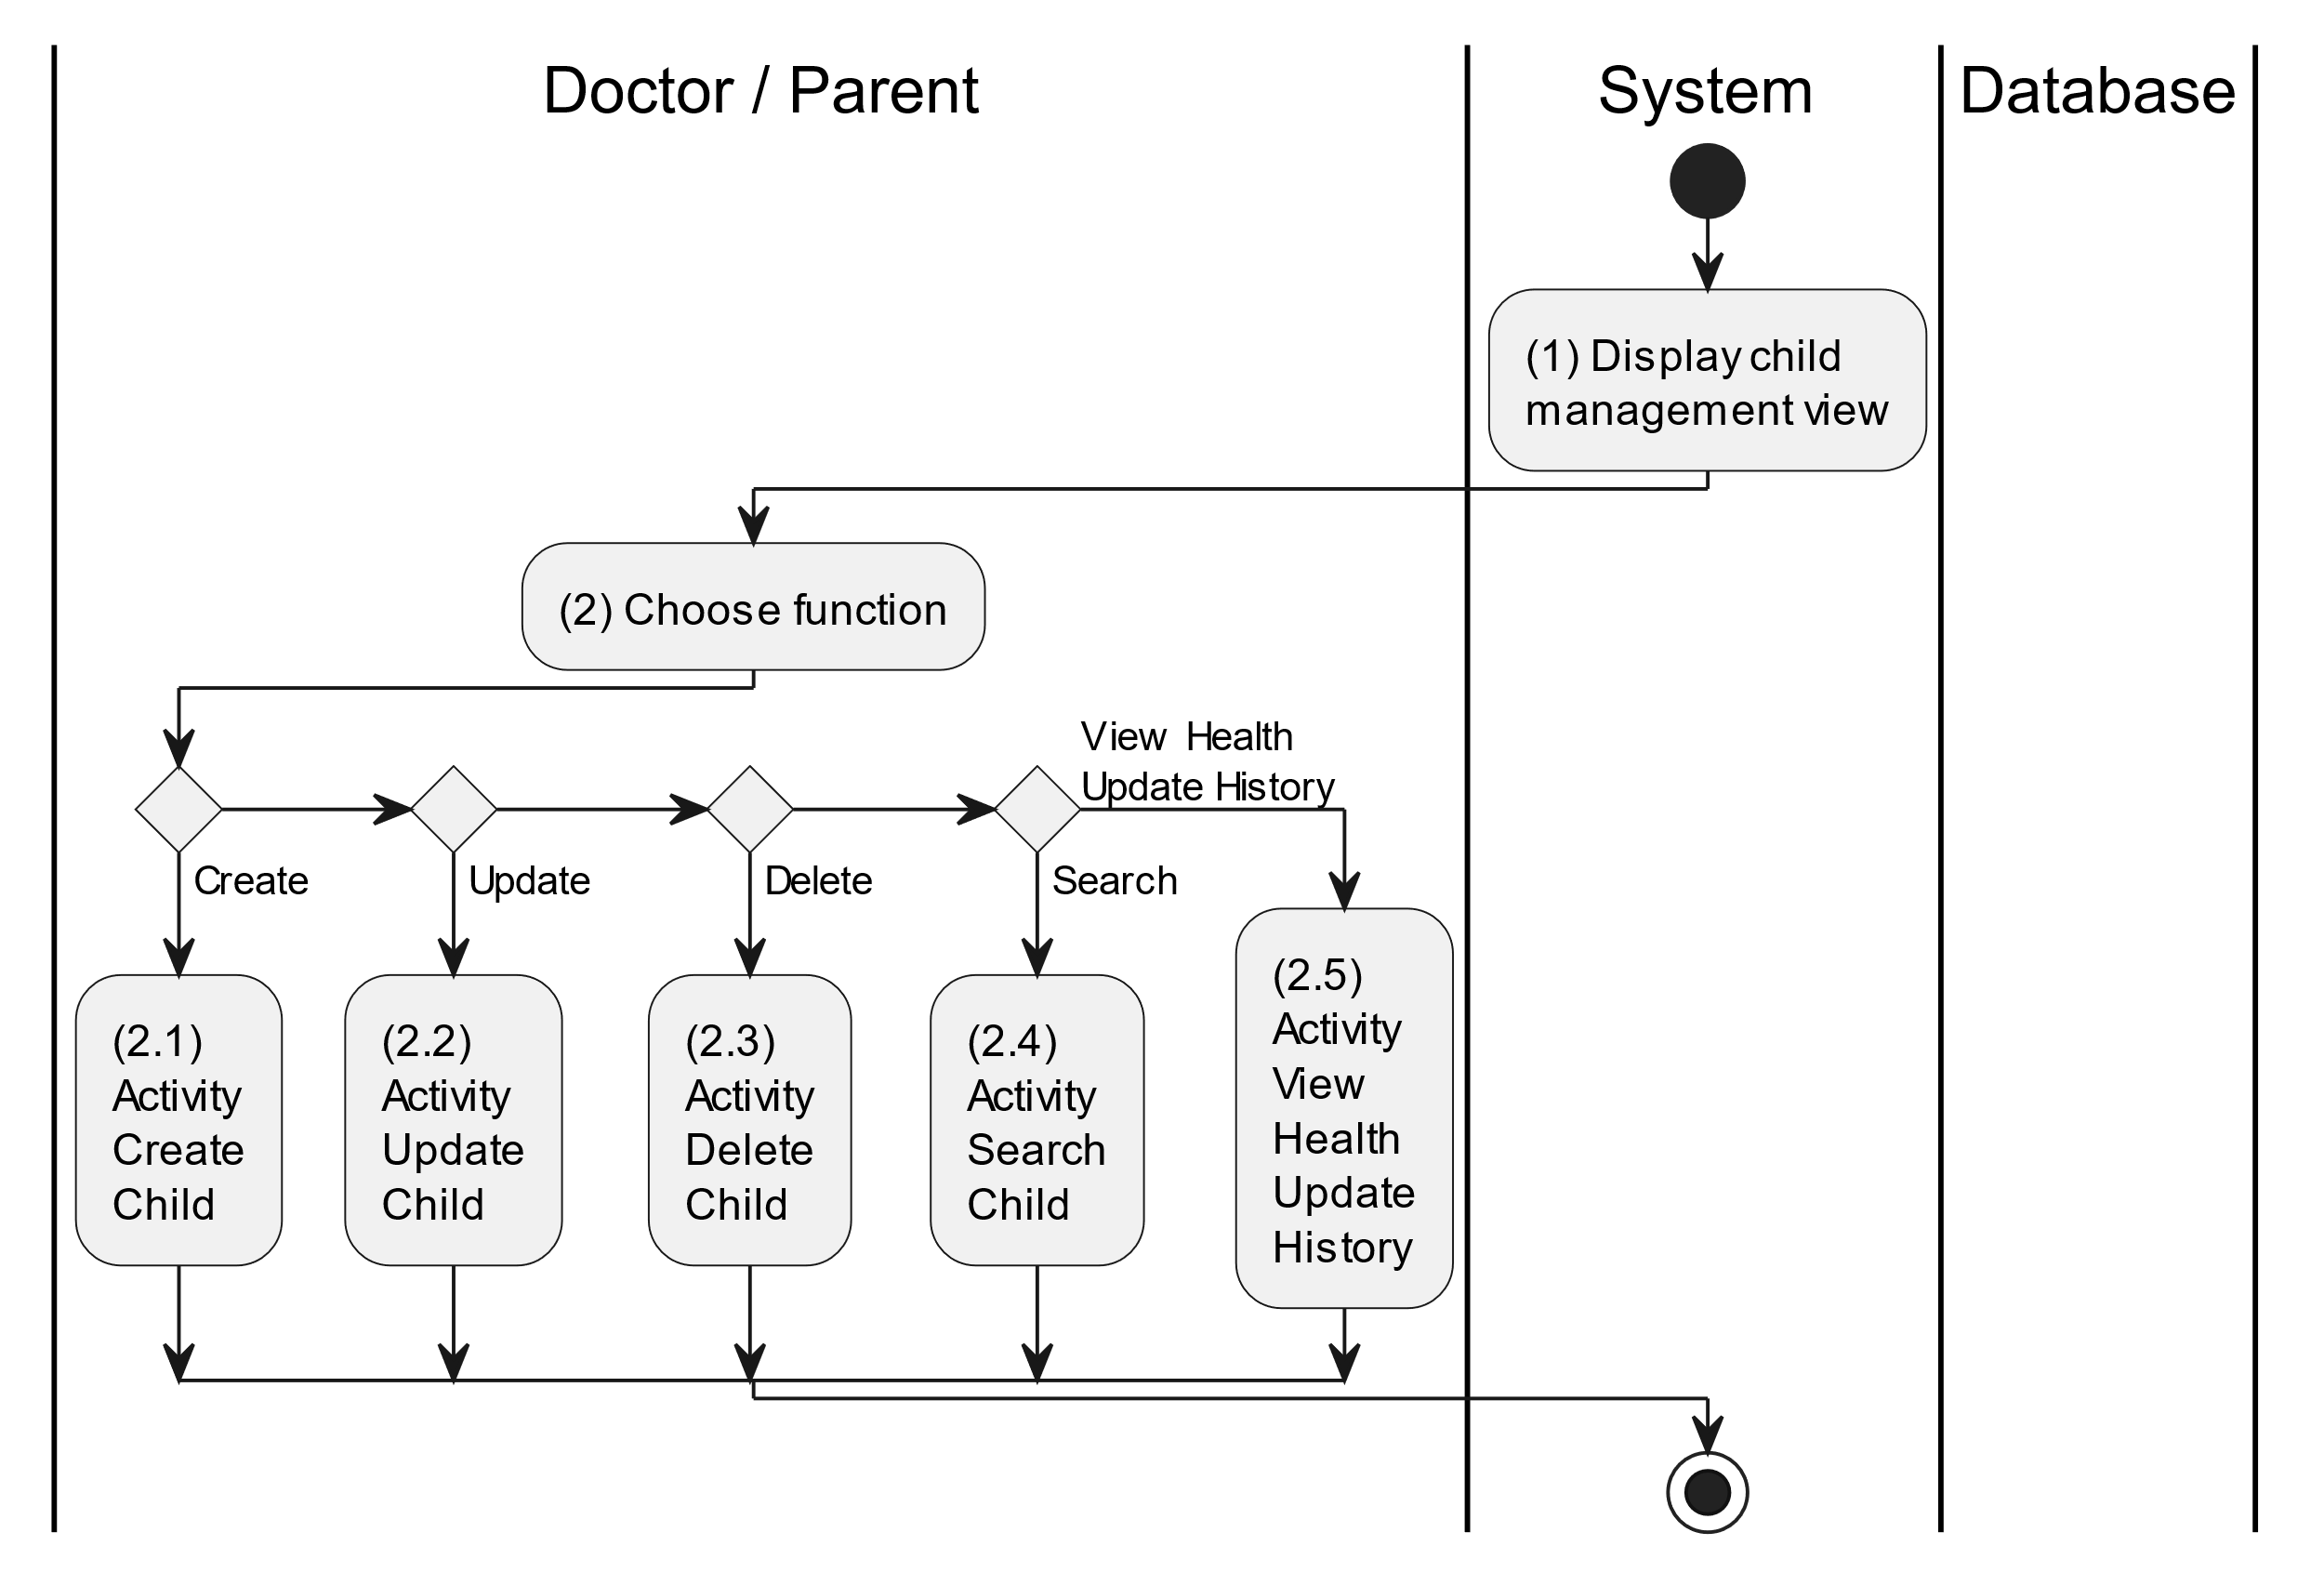 Doctor / Parent
System
Database
(1) Display child
management view
(2) Choose function
View Health
Update History
Create
Update
Delete
Search
(2.1)
Activity
Create
Child
(2.2)
Activity
Update
Child
(2.3)
Activity
Delete
Child
(2.4)
Activity
Search
Child
(2.5)
Activity
View
Health
Update
History